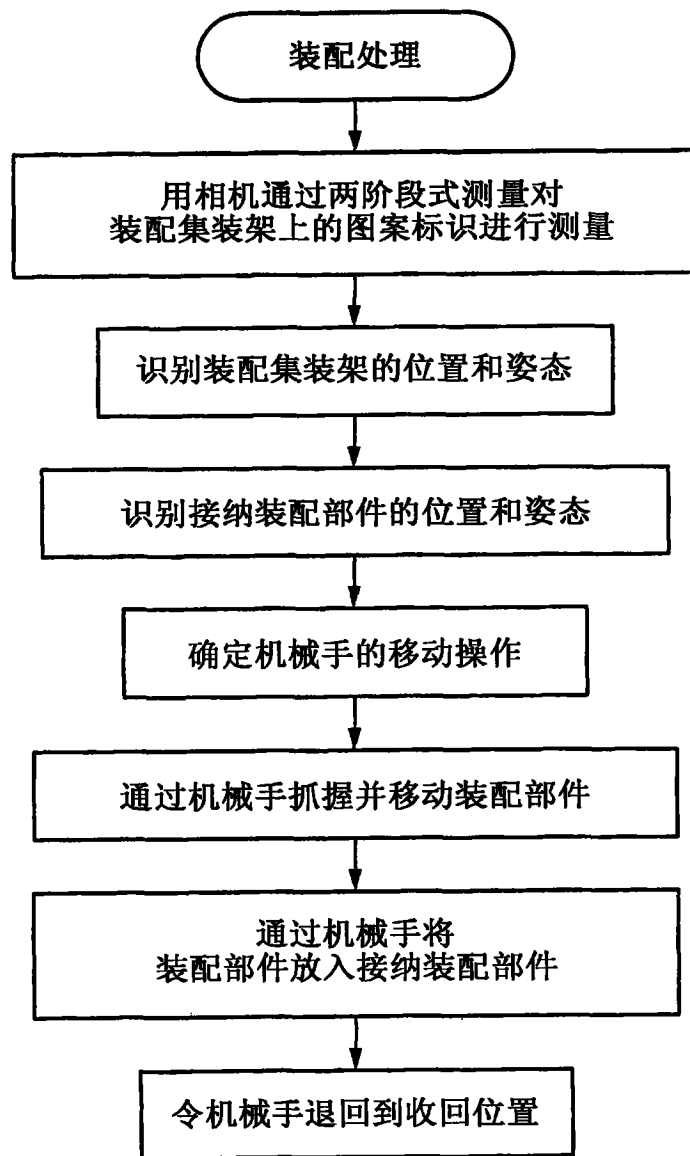 装配处理
用相机通过两阶段式测量对
装配集装架上的图案标识进行测量
识别装配集装架的位置和姿态
识别接纳装配部件的位置和姿态
确定机械手的移动操作
通过机械手抓握并移动装配部件
通过机械手将
装配部件放入接纳装配部件
令机械手退回到收回位置